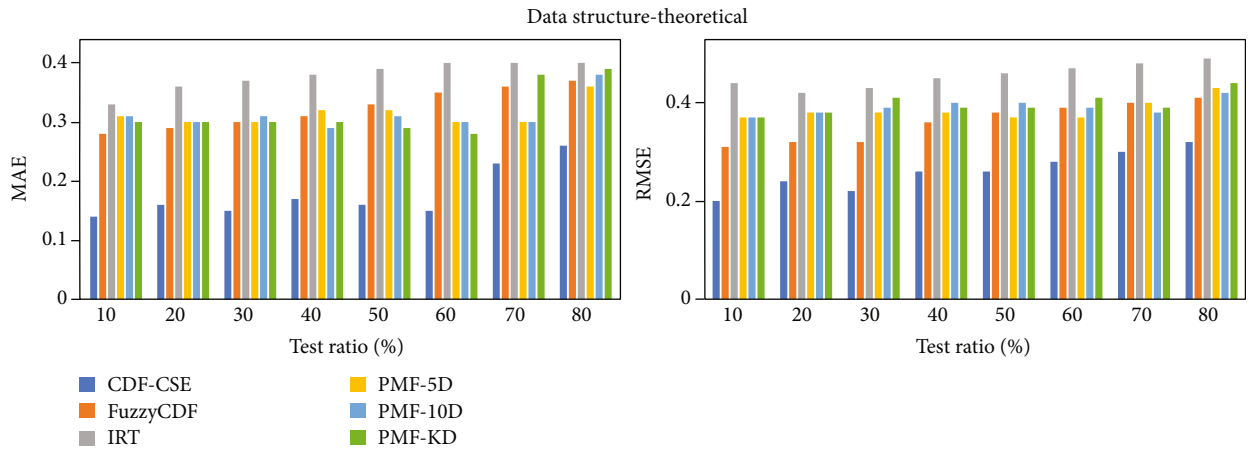 Data structure-theoretical
MAE
0.4
0.3
0.2
0.1
0
10 20 30 40 50 60 70 80
Test ratio (%)
RMSE
0.4
0.2
0
10 20 30 40 50 60 70 80
Test ratio (%)
CDF-CSE
FuzzyCDF
IRT
PMF-5D
PMF-10D
PMF-KD